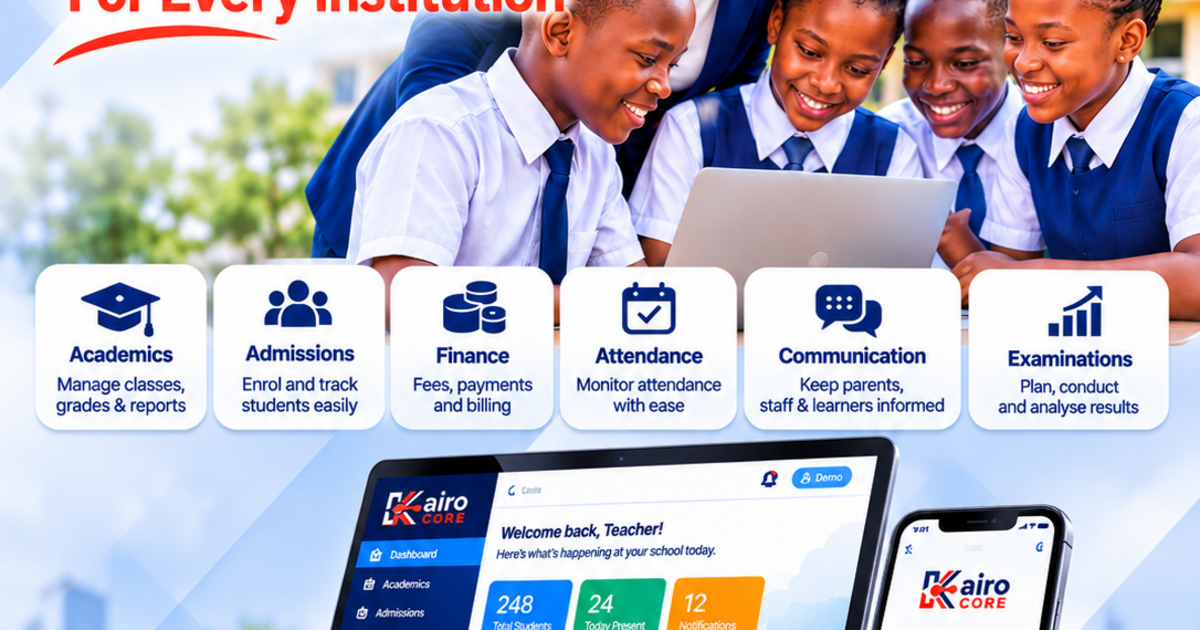 For Every Institution
Academics
Manage classes,
grades & reports
Admissions
Enrol and track
students easily
Finance
Fees, payments
and billing
Attendance
Monitor attendance
with ease
Communication
Keep parents,
staff & learners informed
Examinations
Plan, conduct
and analyse results
Kairo
CORE
Demo
Dashboard
Academics
Admissions
Welcome back, Teacher!
Here's what's happening at your school today.
248
Total Students
24
Today Present
12
Notifications
Kairo
CORE